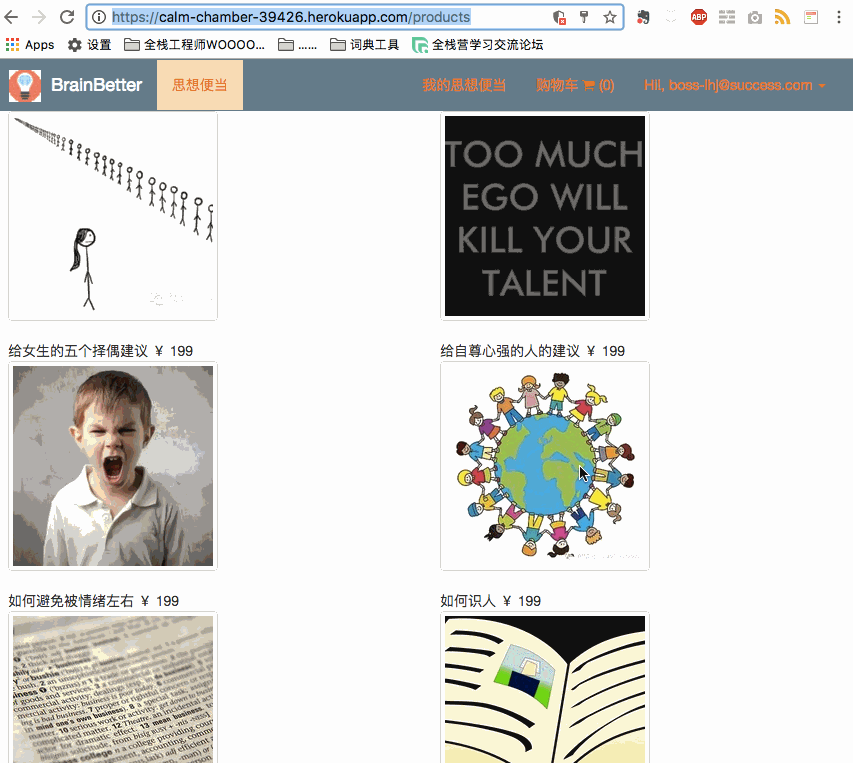 https://calm-chamber-39426.herokuapp.com/products
ABP
Apps 设置 全栈工程师WOOOO... ...... 词典工具 全栈营学习交流论坛
BrainBetter 思想便当 我的思想便当 购物车 (0) Hi!, boss-lhj@success.com
TOO MUCH
EGO WILL
KILL YOUR
TALENT
给女生的五个择偶建议 ￥ 199 给自尊心强的人的建议 ￥ 199
如何避免被情绪左右 ￥ 199 如何识人 ￥ 199